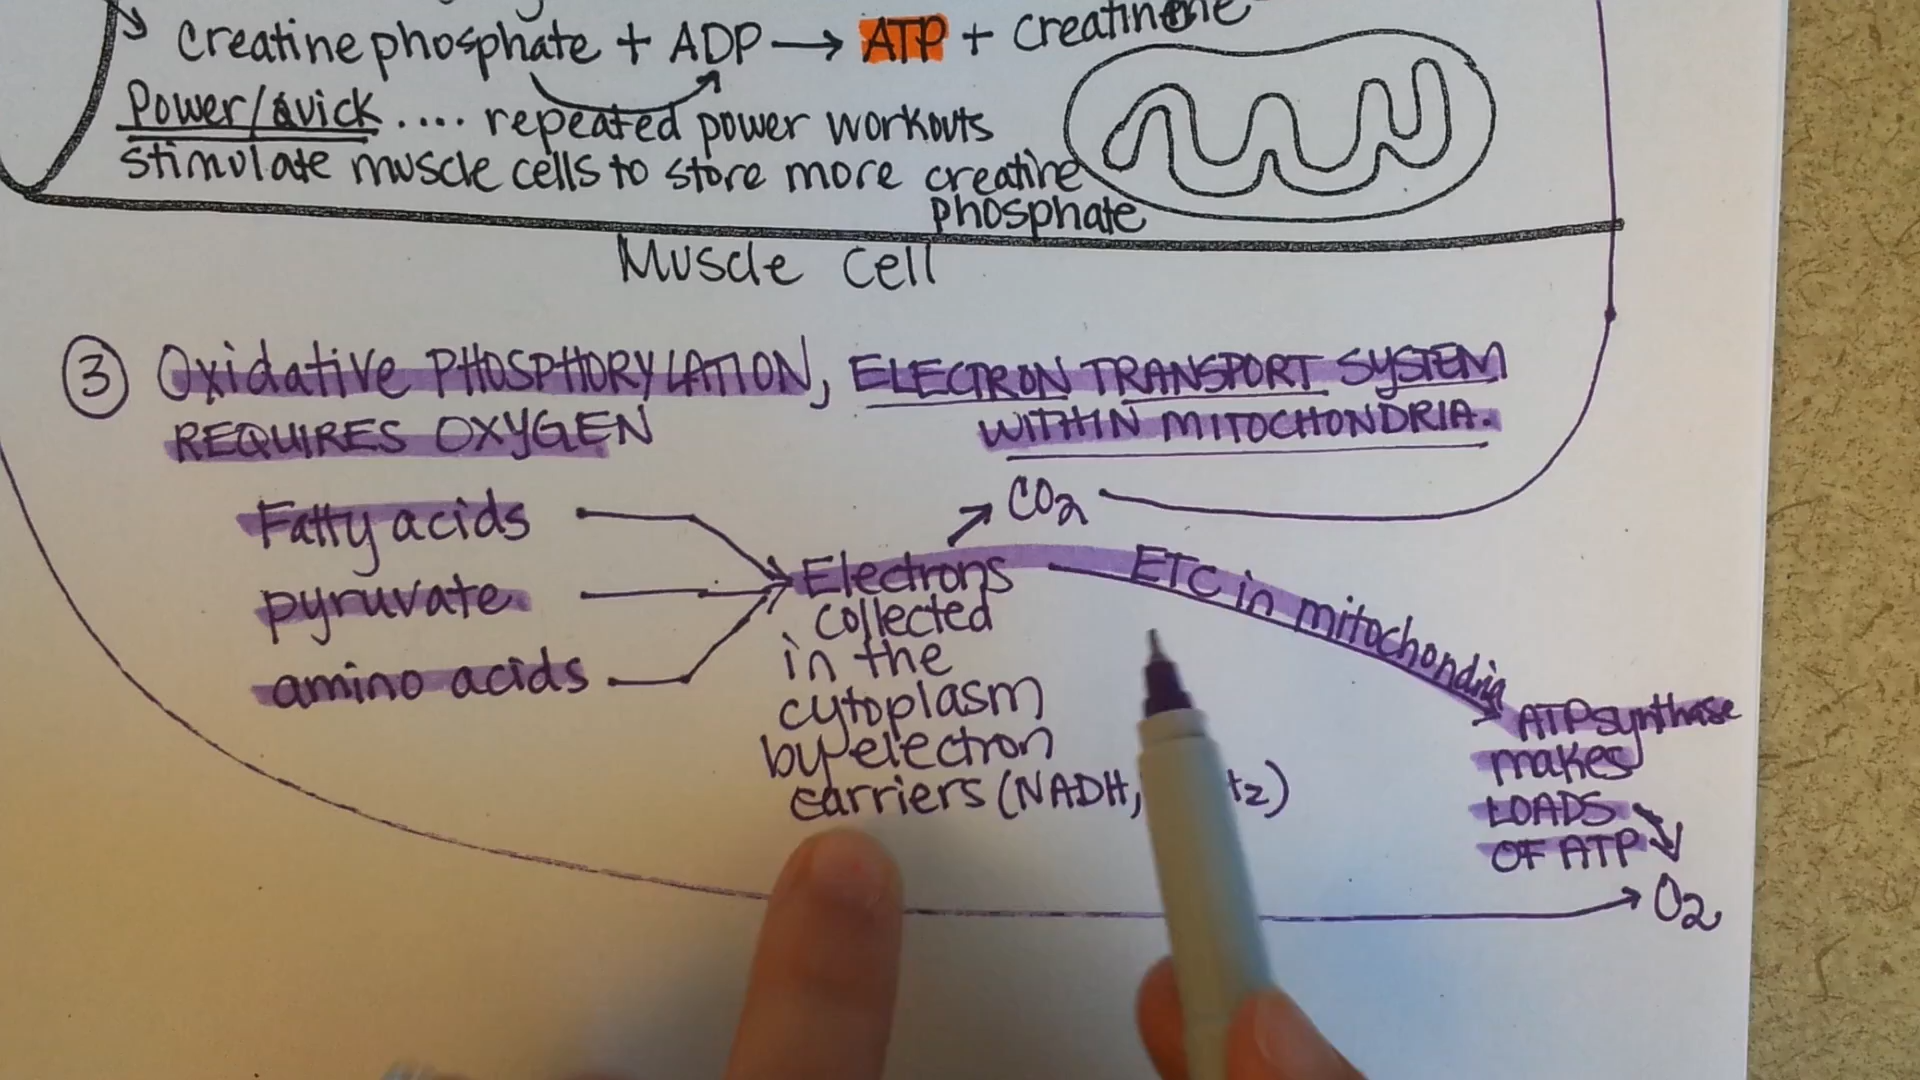 Creatine phosphate + ADP → ATP + Creatine
Power/Quick .... repeated power workouts
stimulate muscle cells to store more creatine
phosphate
Muscle Cell
③ Oxidative PHOSPHORYLATION, ELECTRON TRANSPORT SYSTEM
REQUIRES OXYGEN
WITHIN MITOCHONDRIA.
CO2
Fatty acids
pyruvate
amino acids
Electrons
collected
in the
cytoplasm
by electron
carriers (NADH,
ETC in mitochondria
ATP synthase
makes
LOADS
OF ATP
O2